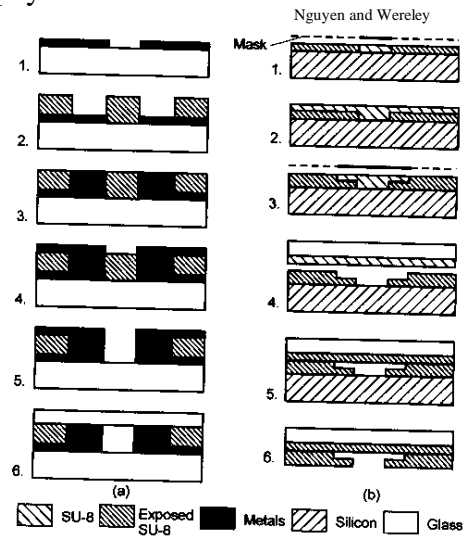 Nguyen and Wereley
Mask
1.
2.
3.
4.
5.
6.
(a)
1.
2.
3.
4.
5.
6.
(b)
SU-8
Exposed
SU-8
Metals
Silicon
Glass